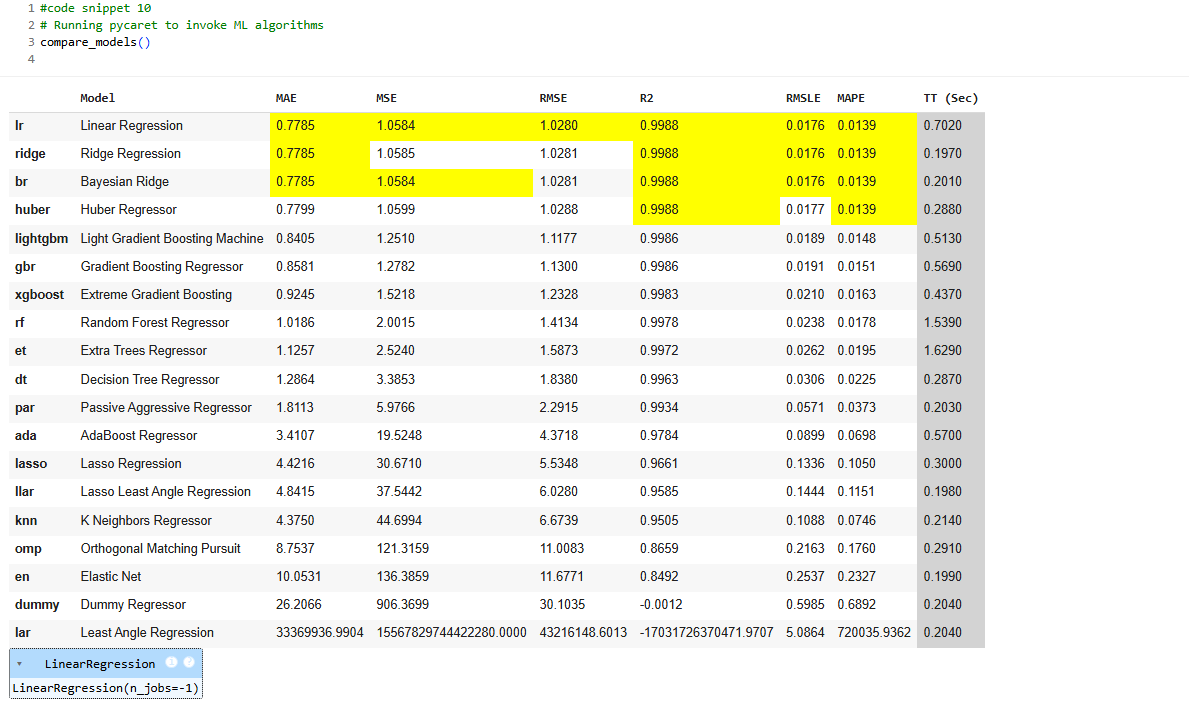 1 #code snippet 10
2 # Running pycaret to invoke ML algorithms
3 compare_models()
4
Model MAE MSE RMSE R2 RMSLE MAPE TT (Sec)
lr Linear Regression 0.7785 1.0584 1.0280 0.9988 0.0176 0.0139 0.7020
ridge Ridge Regression 0.7785 1.0585 1.0281 0.9988 0.0176 0.0139 0.1970
br Bayesian Ridge 0.7785 1.0584 1.0281 0.9988 0.0176 0.0139 0.2010
huber Huber Regressor 0.7799 1.0599 1.0288 0.9988 0.0177 0.0139 0.2880
lightgbm Light Gradient Boosting Machine 0.8405 1.2510 1.1177 0.9986 0.0189 0.0148 0.5130
gbr Gradient Boosting Regressor 0.8581 1.2782 1.1300 0.9986 0.0191 0.0151 0.5690
xgboost Extreme Gradient Boosting 0.9245 1.5218 1.2328 0.9983 0.0210 0.0163 0.4370
rf Random Forest Regressor 1.0186 2.0015 1.4134 0.9978 0.0238 0.0178 1.5390
et Extra Trees Regressor 1.1257 2.5240 1.5873 0.9972 0.0262 0.0195 1.6290
dt Decision Tree Regressor 1.2864 3.3853 1.8380 0.9963 0.0306 0.0225 0.2870
par Passive Aggressive Regressor 1.8113 5.9766 2.2915 0.9934 0.0571 0.0373 0.2030
ada AdaBoost Regressor 3.4107 19.5248 4.3718 0.9784 0.0899 0.0698 0.5700
lasso Lasso Regression 4.4216 30.6710 5.5348 0.9661 0.1336 0.1050 0.3000
llar Lasso Least Angle Regression 4.8415 37.5442 6.0280 0.9585 0.1444 0.1151 0.1980
knn K Neighbors Regressor 4.3750 44.6994 6.6739 0.9505 0.1088 0.0746 0.2140
omp Orthogonal Matching Pursuit 8.7537 121.3159 11.0083 0.8659 0.2163 0.1760 0.2910
en Elastic Net 10.0531 136.3859 11.6771 0.8492 0.2537 0.2327 0.1990
dummy Dummy Regressor 26.2066 906.3699 30.1035 -0.0012 0.5985 0.6892 0.2040
lar Least Angle Regression 33369936.9904 15567829744422280.0000 43216148.6013 -17031726370471.9707 5.0864 720035.9362 0.2040
LinearRegression i ?
LinearRegression(n_jobs=-1)